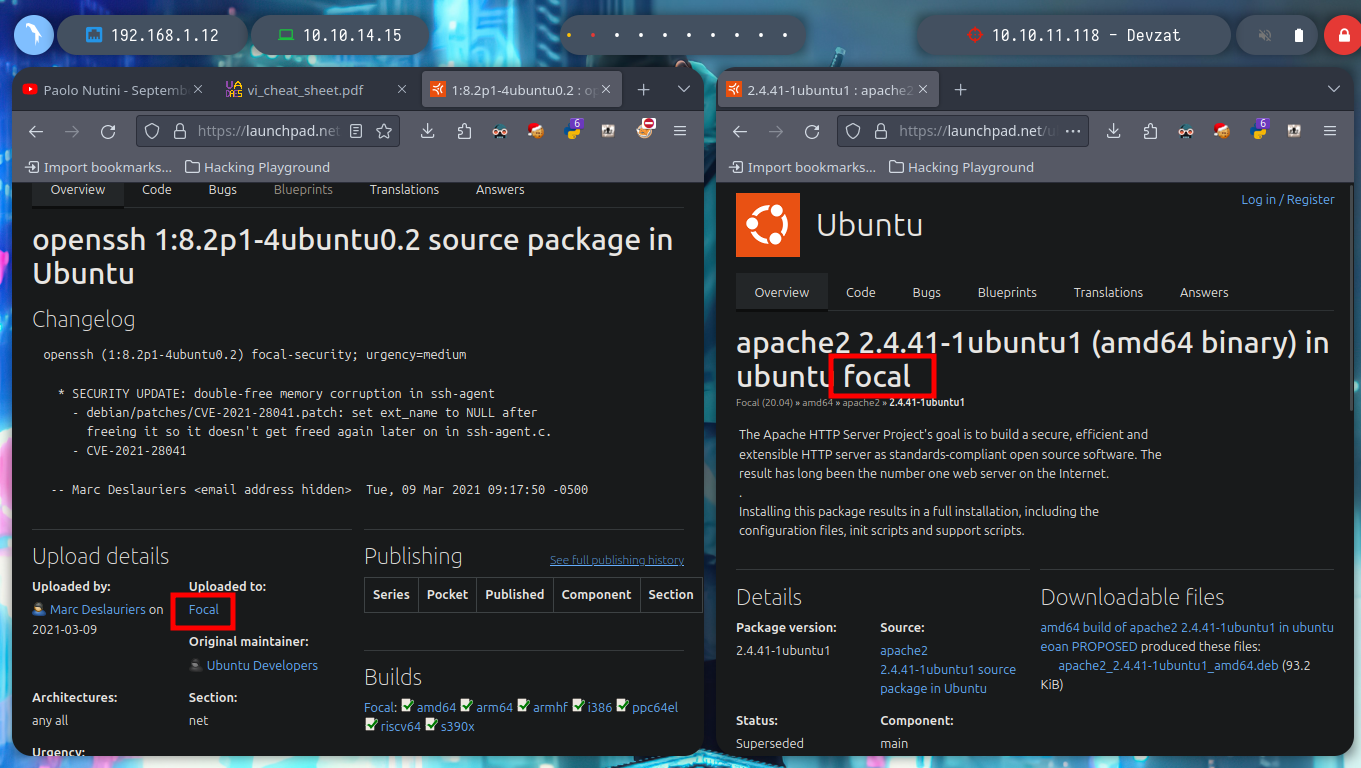 192.168.1.12
10.10.14.15
10.10.11.118 - Devzat
Paolo Nutini - Septemb
vi_cheat_sheet.pdf
1:8.2p1-4ubuntu0.2 : op
https://launchpad.net
6
Import bookmarks...
Hacking Playground
Overview
Code
Bugs
Blueprints
Translations
Answers
openssh 1:8.2p1-4ubuntu0.2 source package in
Ubuntu
Changelog
openssh (1:8.2p1-4ubuntu0.2) focal-security; urgency=medium
* SECURITY UPDATE: double-free memory corruption in ssh-agent
- debian/patches/CVE-2021-28041.patch: set ext_name to NULL after
freeing it so it doesn't get freed again later on in ssh-agent.c.
- CVE-2021-28041
-- Marc Deslauriers <email address hidden>  Tue, 09 Mar 2021 09:17:50 -0500
Upload details
Uploaded by:
Marc Deslauriers on
2021-03-09
Uploaded to:
Focal
Original maintainer:
Ubuntu Developers
Architectures:
any all
Section:
net
Urgency:
Publishing
See full publishing history
Series Pocket Published Component Section
Builds
Focal: amd64 arm64 armhf i386 ppc64el
riscv64 s390x
2.4.41-1ubuntu1 : apache2
https://launchpad.net/u
6
Import bookmarks...
Hacking Playground
Log in / Register
Ubuntu
Overview
Code
Bugs
Blueprints
Translations
Answers
apache2 2.4.41-1ubuntu1 (amd64 binary) in
ubuntu focal
Focal (20.04) » amd64 » apache2 » 2.4.41-1ubuntu1
The Apache HTTP Server Project's goal is to build a secure, efficient and
extensible HTTP server as standards-compliant open source software. The
result has long been the number one web server on the Internet.
.
Installing this package results in a full installation, including the
configuration files, init scripts and support scripts.
Details
Package version:
2.4.41-1ubuntu1
Source:
apache2
2.4.41-1ubuntu1 source
package in Ubuntu
Status:
Superseded
Component:
main
Downloadable files
amd64 build of apache2 2.4.41-1ubuntu1 in ubuntu
eoan PROPOSED produced these files:
apache2_2.4.41-1ubuntu1_amd64.deb (93.2
KiB)